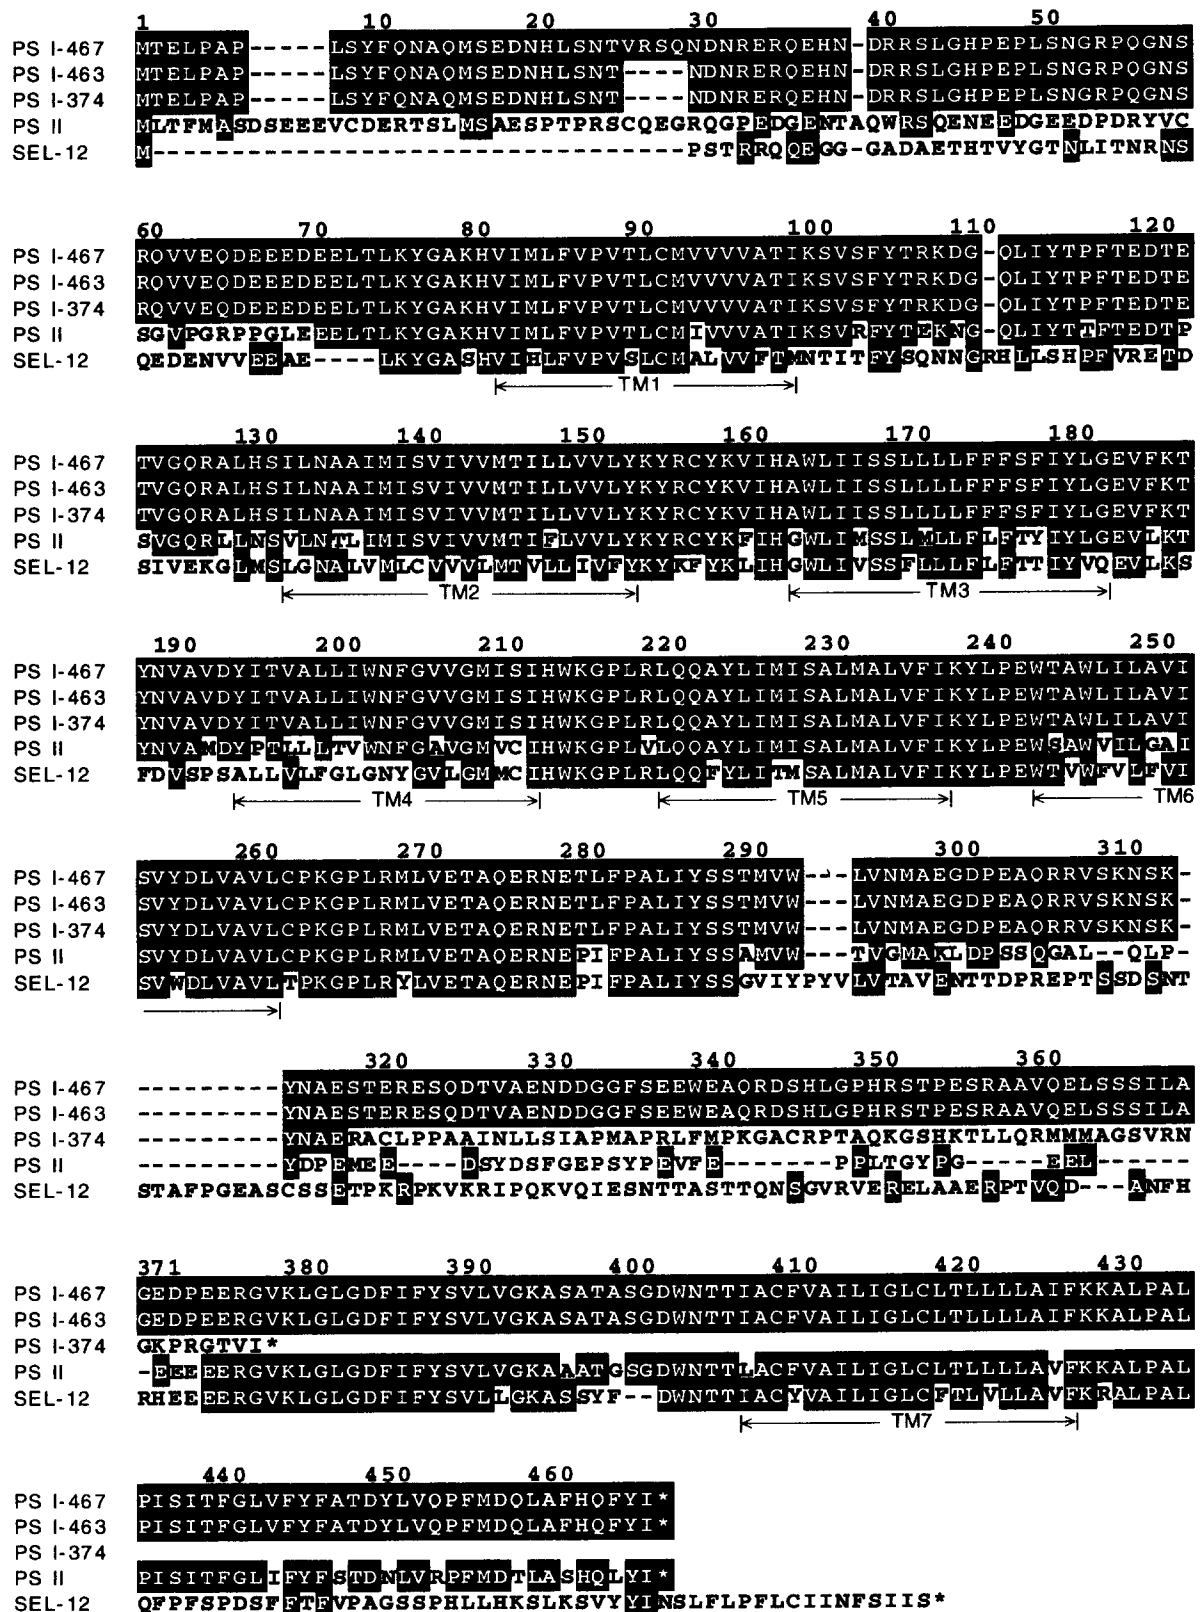 1 10 20 30 40 50
PS I-467 MTELPAP-----LSYFQNAQMSEDNHLSNTVRSQNDNRERQEHN-DRRSLGHPEPLSNGRPQGNS
PS I-463 MTELPAP-----LSYFQNAQMSEDNHLSNT----NDNRERQEHN-DRRSLGHPEPLSNGRPQGNS
PS I-374 MTELPAP-----LSYFQNAQMSEDNHLSNT----NDNRERQEHN-DRRSLGHPEPLSNGRPQGNS
PS II MLTFMASDSEEEVCDERTSLMSAESPTPRSCQEGRQGPEDGENTAQWRSQENEEDGEEDPDRYVC
SEL-12 M---------------------------------PSTRRQQEGG-GADAETHTVYGTNLITNRNS
60 70 80 90 100 110 120
PS I-467 RQVVEQDEEEDEELTLKYGAKHVIMLFVPVTLCMVVVVATIKSVSFYTRKDG-QLIYTPFTEDTE
PS I-463 RQVVEQDEEEDEELTLKYGAKHVIMLFVPVTLCMVVVVATIKSVSFYTRKDG-QLIYTPFTEDTE
PS I-374 RQVVEQDEEEDEELTLKYGAKHVIMLFVPVTLCMVVVVATIKSVSFYTRKDG-QLIYTPFTEDTE
PS II SGVPGRPPGLEEELTLKYGAKHVIMLFVPVTLCMIVVVATIKSVRFYTEKNG-QLIYTTFTEDTP
SEL-12 QEDENVVEEAE----LKYGASHVIHLFVPVSLCMALVVFTMNTITFYSQNNGRHLLSHPFVRETD
TM1
130 140 150 160 170 180
PS I-467 TVGQRALHSILNAAIMISVIVVMTILLVVLYKYRCYKVIHAWLIISSLLLLFFFSFIYLGEVFKT
PS I-463 TVGQRALHSILNAAIMISVIVVMTILLVVLYKYRCYKVIHAWLIISSLLLLFFFSFIYLGEVFKT
PS I-374 TVGQRALHSILNAAIMISVIVVMTILLVVLYKYRCYKVIHAWLIISSLLLLFFFSFIYLGEVFKT
PS II SVGQRLLNSVLNTLIMISVIVVMTIFLVVLYKYRCYKFIHGWLIMSSLMLLFLFTYIYLGEVLKT
SEL-12 SIVEKGLMSLGNALVMLCVVVLMTVLLIVFYKYKFYKLIHGWLIVSSFLLLFLFTTIYVQEVLKS
TM2 TM3
190 200 210 220 230 240 250
PS I-467 YNVAVDYITVALLIWNFGVVGMISIHWKGPLRLQQAYLIMISALMALVFIKYLPEWTAWLILAVI
PS I-463 YNVAVDYITVALLIWNFGVVGMISIHWKGPLRLQQAYLIMISALMALVFIKYLPEWTAWLILAVI
PS I-374 YNVAVDYITVALLIWNFGVVGMISIHWKGPLRLQQAYLIMISALMALVFIKYLPEWTAWLILAVI
PS II YNVAMDYPTLLLTVWNFGAVGMVCIHWKGPLVLQQAYLIMISALMALVFIKYLPEWSAWVILGAI
SEL-12 FDVSPSALLVLFGLGNYGVLGMMCIHWKGPLRLQQFYLITMSALMALVFIKYLPEWTVWFVLFVI
TM4 TM5 TM6
260 270 280 290 300 310
PS I-467 SVYDLVAVLCPKGPLRMLVETAQERNETLFPALIYSSTMVW---LVNMAEGDPEAQRRVSKNSK-
PS I-463 SVYDLVAVLCPKGPLRMLVETAQERNETLFPALIYSSTMVW---LVNMAEGDPEAQRRVSKNSK-
PS I-374 SVYDLVAVLCPKGPLRMLVETAQERNETLFPALIYSSTMVW---LVNMAEGDPEAQRRVSKNSK-
PS II SVYDLVAVLCPKGPLRMLVETAQERNEPIFPALIYSSAMVW---TVGMAKLDPSSQGAL--QLP-
SEL-12 SVWDLVAVLTPKGPLRYLVETAQERNEPIFPALIYSSGVIYPYVLVTAVENTTDPREPTSSDSNT
320 330 340 350 360
PS I-467 ---------YNAESTERESQDTVAENDDGGFSEEWEAQRDSHLGPHRSTPESRAAVQELSSSILA
PS I-463 ---------YNAESTERESQDTVAENDDGGFSEEWEAQRDSHLGPHRSTPESRAAVQELSSSILA
PS I-374 ---------YNAERACLPPAAINLLSIAPMAPRLFMPKGACRPTAQKGSHKTLLQRMMMAGSVRN
PS II ---------YDPEMEE----DSYDSFGEPSYPEVFE-------PPLTGYPG-----EEL------
SEL-12 STAFPGEASCSSETPKRPKVKRIPQKVQIESNTTASTTQNSGVRVERELAAERPTVQD---ANFH
371 380 390 400 410 420 430
PS I-467 GEDPEERGVKLGLGDFIFYSVLVGKASATASGDWNTTIACFVAILIGLCLTLLLLAIFKKALPAL
PS I-463 GEDPEERGVKLGLGDFIFYSVLVGKASATASGDWNTTIACFVAILIGLCLTLLLLAIFKKALPAL
PS I-374 GKPRGTVI*
PS II -EEEEERGVKLGLGDFIFYSVLVGKAAATGSGDWNTTLACFVAILIGLCLTLLLLAVFKKALPAL
SEL-12 RHEEEERGVKLGLGDFIFYSVLLGKASSYF--DWNTTIACYVAILIGLCFTLVLLAVFKRALPAL
TM7
440 450 460
PS I-467 PISITFGLVFYFATDYLVQPFMDQLAFHQFYI*
PS I-463 PISITFGLVFYFATDYLVQPFMDQLAFHQFYI*
PS I-374
PS II PISITFGLIFYFSTDNLVRPFMDTLASHQLYI*
SEL-12 QFPFSPDSFFTFVPAGSSPHLLHKSLKSVYYINSLFLPFLCIINFSIIS*